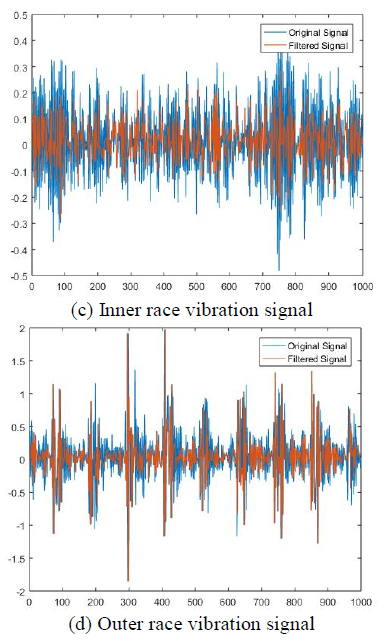 0.5
0.4
0.3
0.2
0.1
0
-0.1
-0.2
-0.3
-0.4
-0.5
Original Signal
Filtered Signal
0 100 200 300 400 500 600 700 800 900 1000
(c) Inner race vibration signal
2
1.5
1
0.5
0
-0.5
-1
-1.5
-2
Original Signal
Filtered Signal
0 100 200 300 400 500 600 700 800 900 1000
(d) Outer race vibration signal